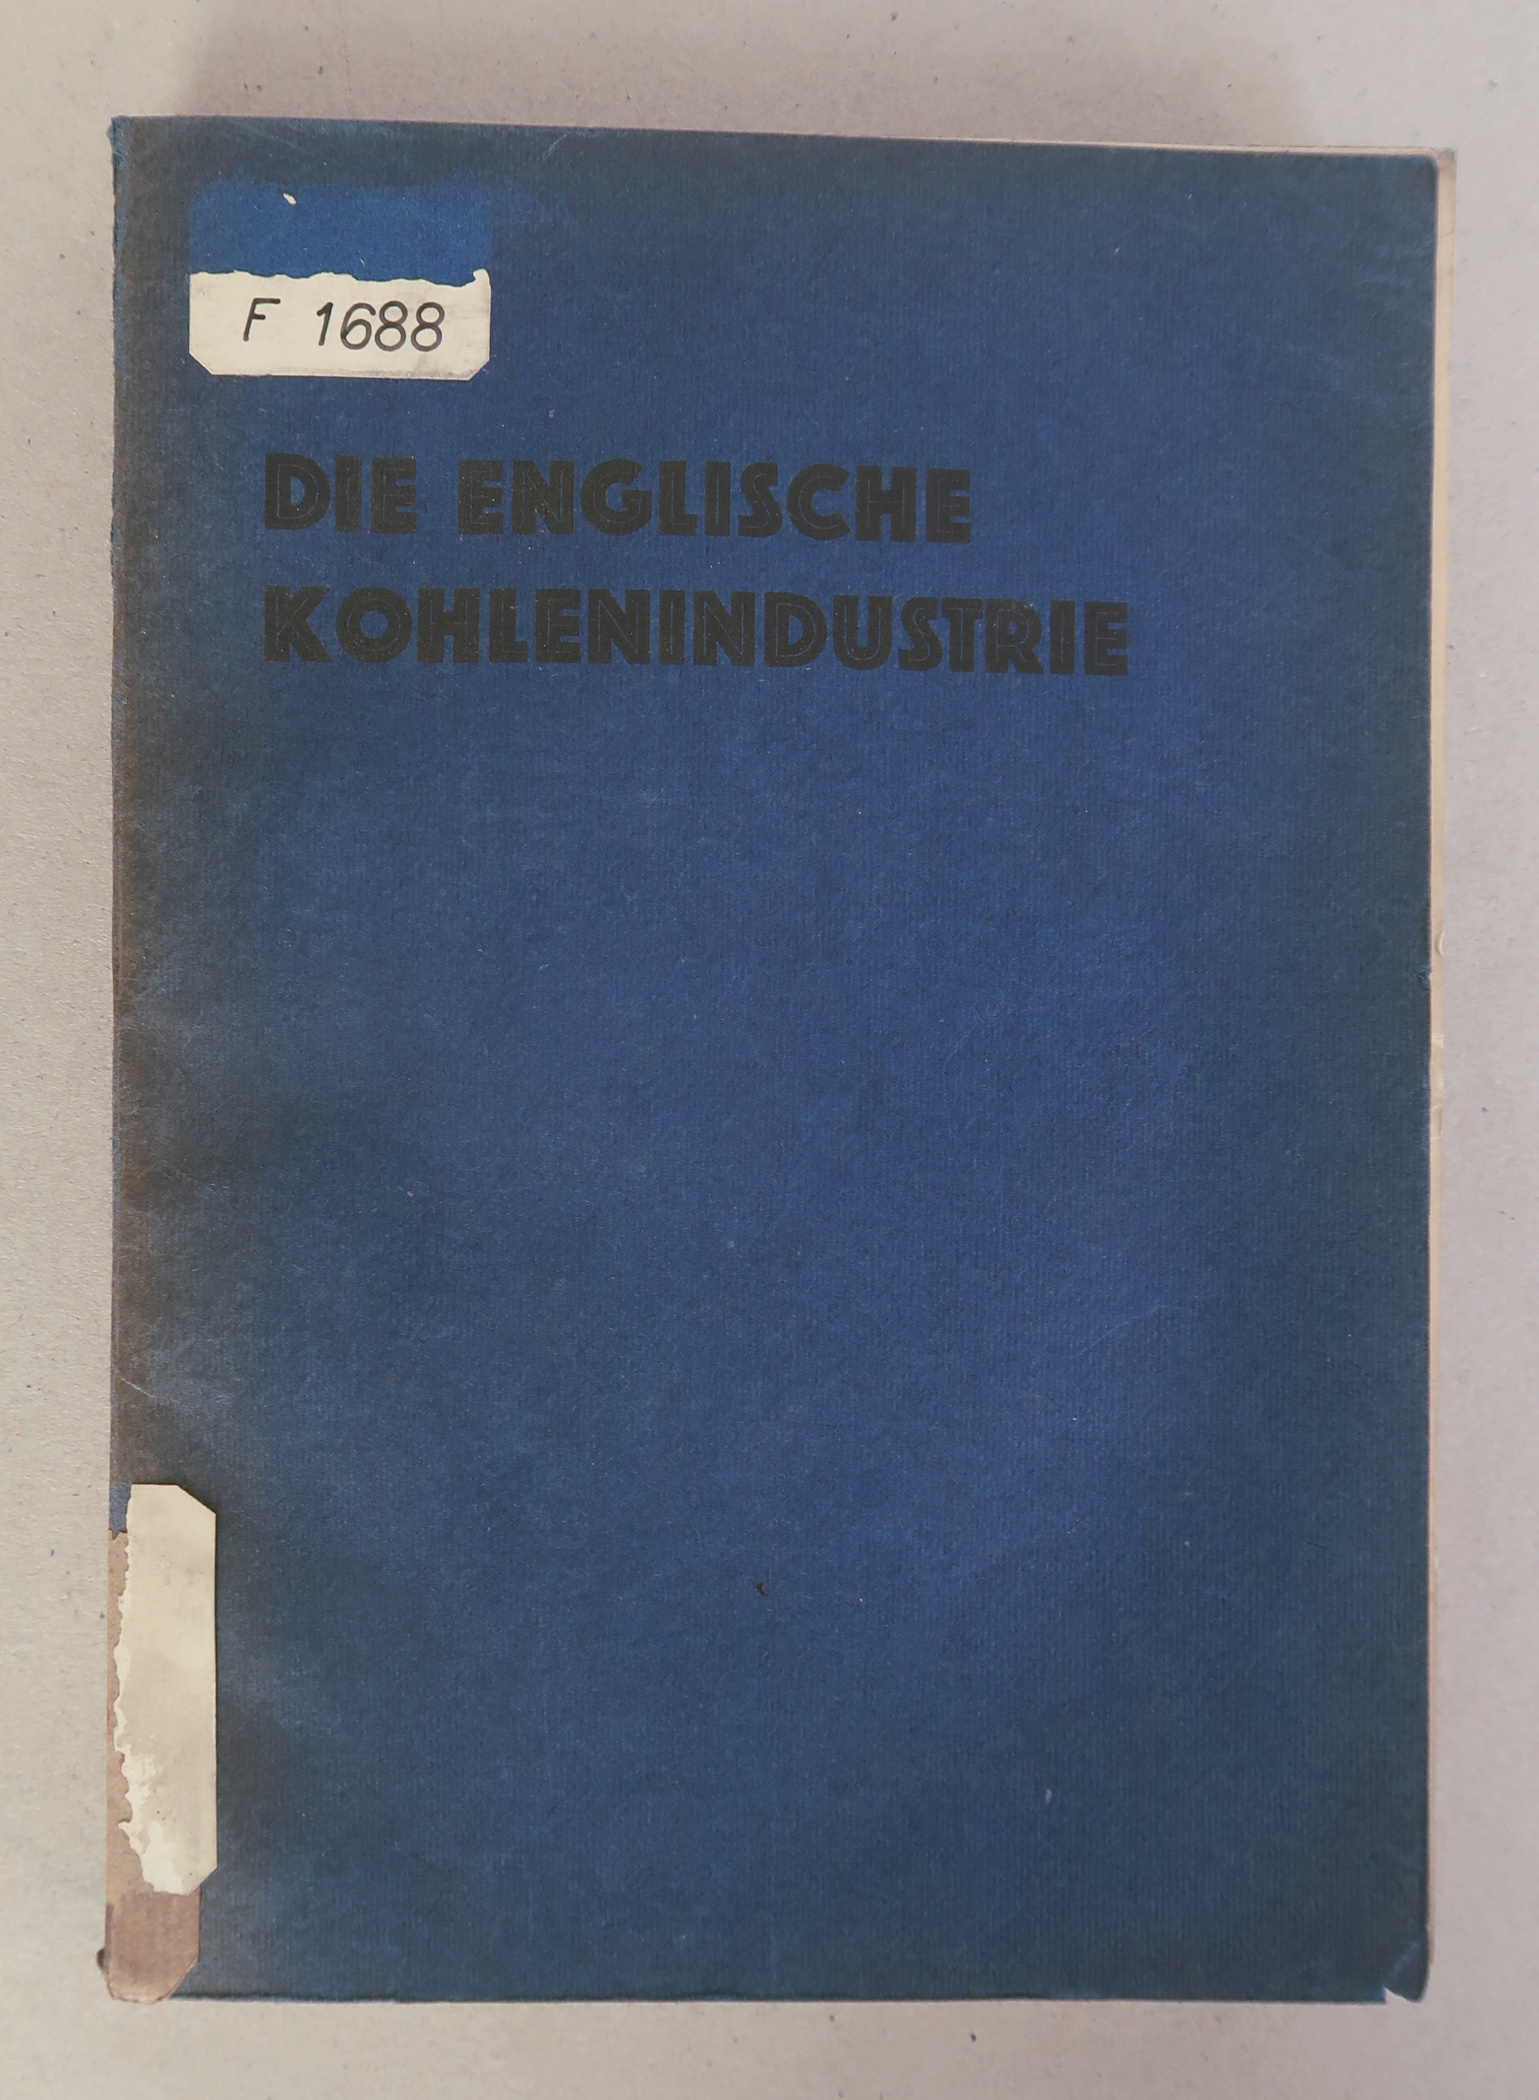 F 1688
DIE ENGLISCHE
KOHLENINDUSTRIE